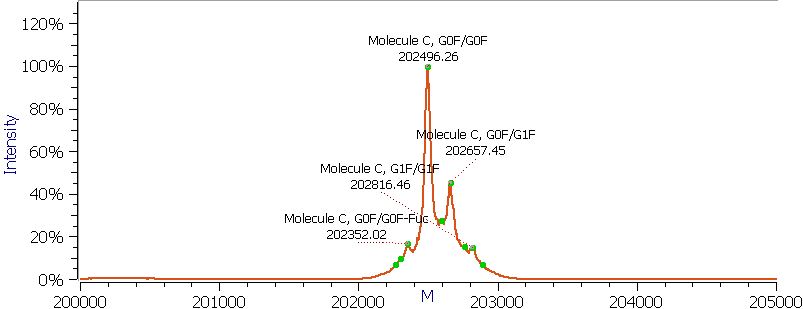 120%
100%
80%
60%
40%
20%
0%
Intensity
Molecule C, G0F/G0F
202496.26
Molecule C, G0F/G1F
202657.45
Molecule C, G1F/G1F
202816.46
Molecule C, G0F/G0F-Fuc
202352.02
200000
201000
202000
203000
204000
205000
M